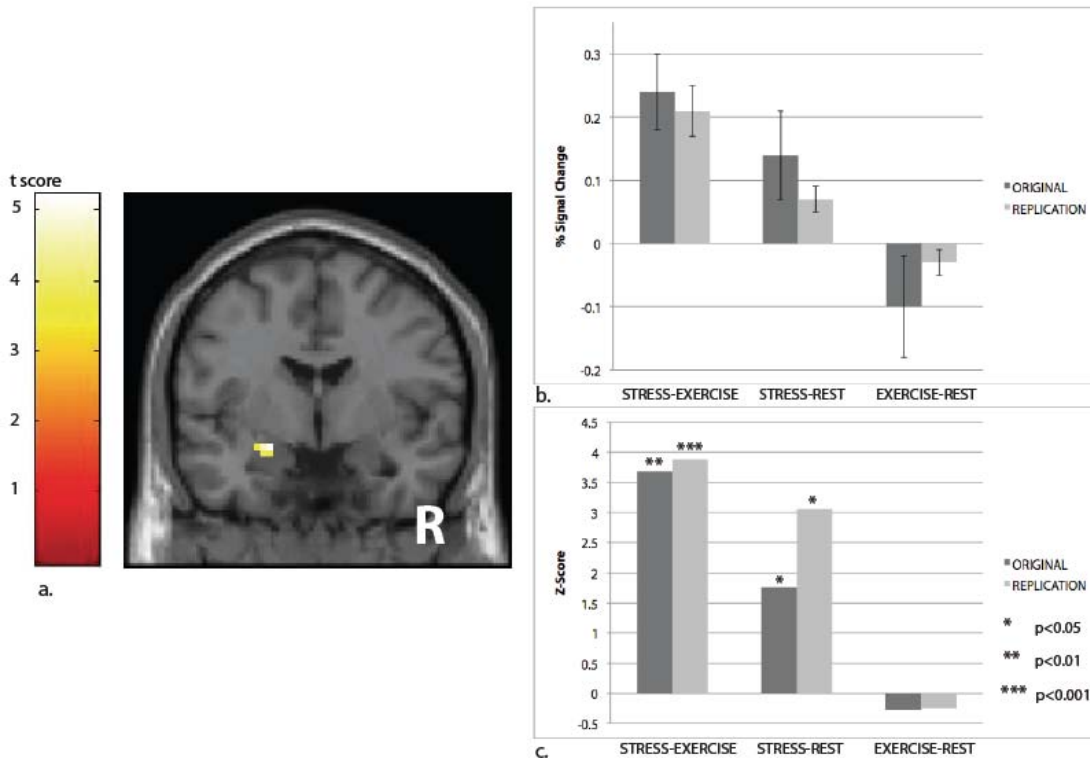 t score
5
4
3
2
1
R
a.
% Signal Change
0.3
0.2
0.1
0
-0.1
-0.2
ORIGINAL
REPLICATION
STRESS-EXERCISE STRESS-REST EXERCISE-REST
b.
Z-Score
4.5
4
3.5
3
2.5
2
1.5
1
0.5
0
-0.5
** *** * *
ORIGINAL
REPLICATION
* p<0.05
** p<0.01
*** p<0.001
STRESS-EXERCISE STRESS-REST EXERCISE-REST
c.